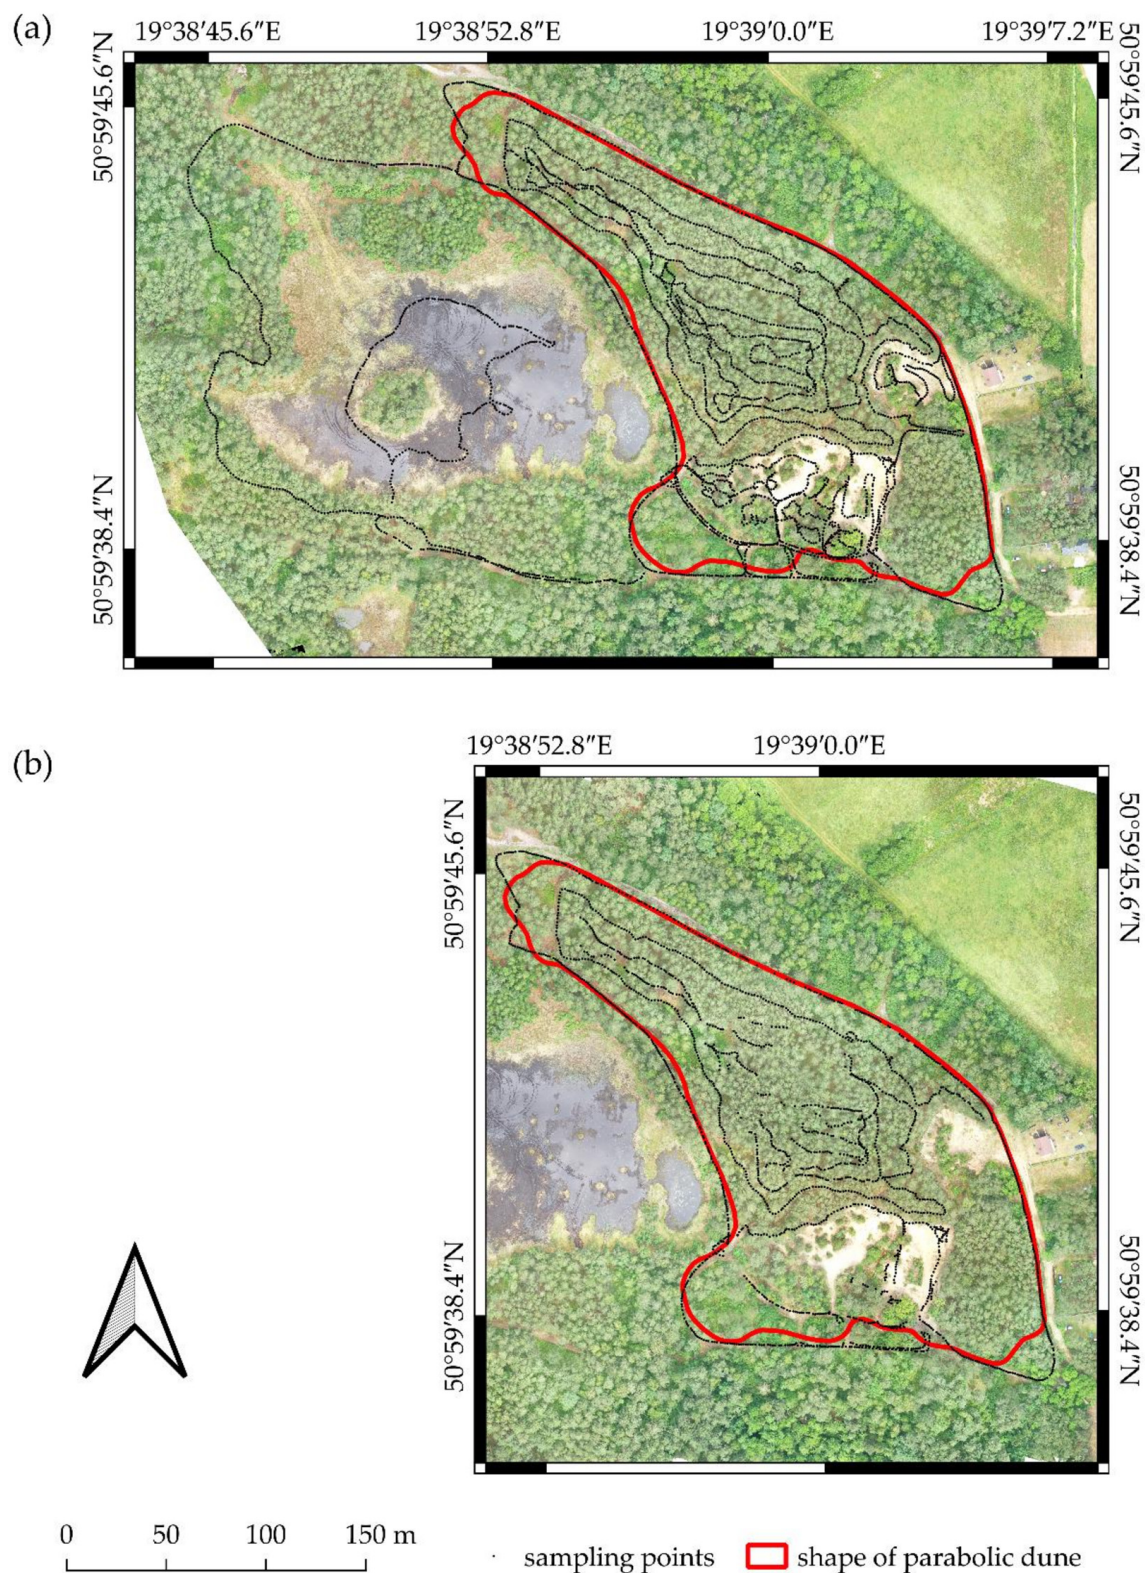 (a)
19°38′45.6″E 19°38′52.8″E 19°39′0.0″E 19°39′7.2″E
50°59′45.6″N
50°59′45.6″N
50°59′38.4″N
50°59′38.4″N
(b)
19°38′52.8″E 19°39′0.0″E
50°59′45.6″N
50°59′45.6″N
50°59′38.4″N
50°59′38.4″N
0 50 100 150 m
sampling points shape of parabolic dune